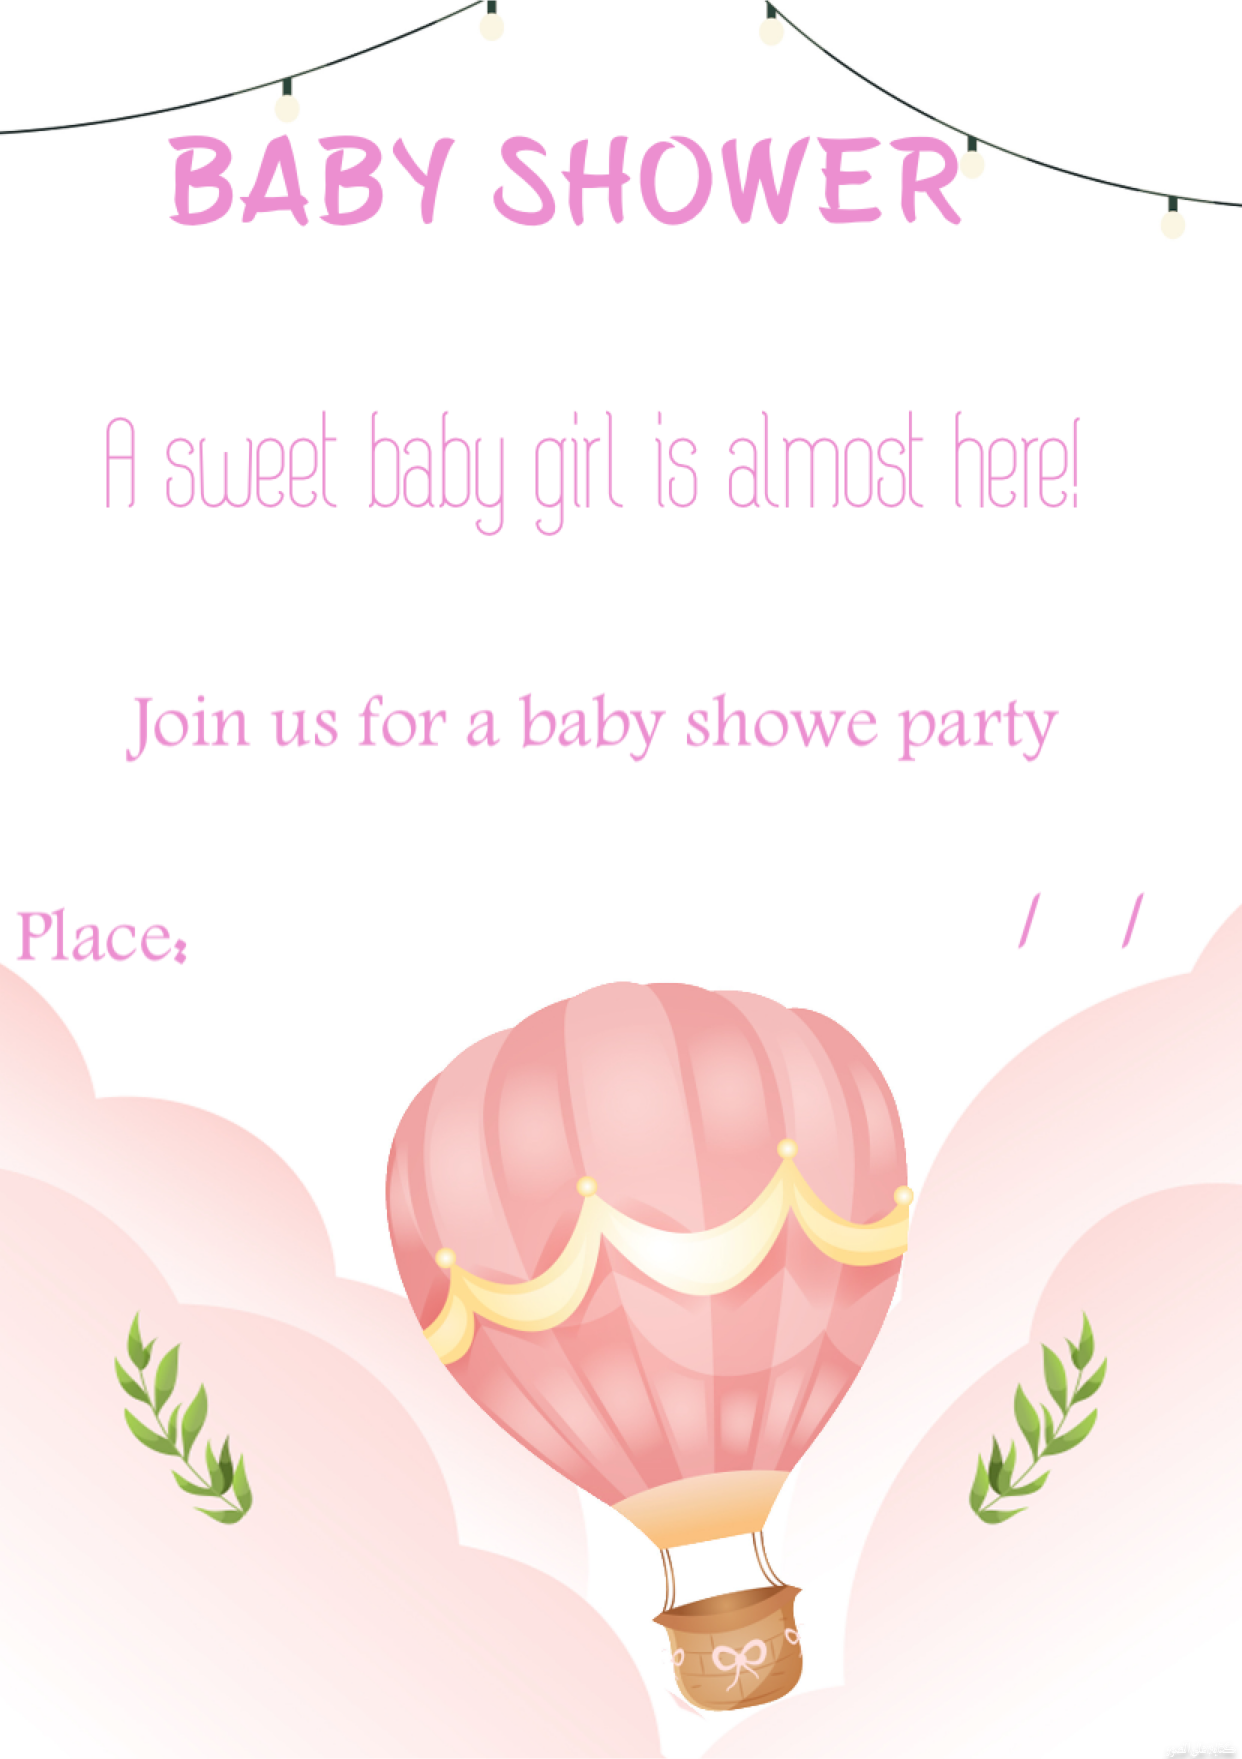 BABY SHOWER
A sweet baby girl is almost here!
Join us for a baby showe party
Place:
/ /